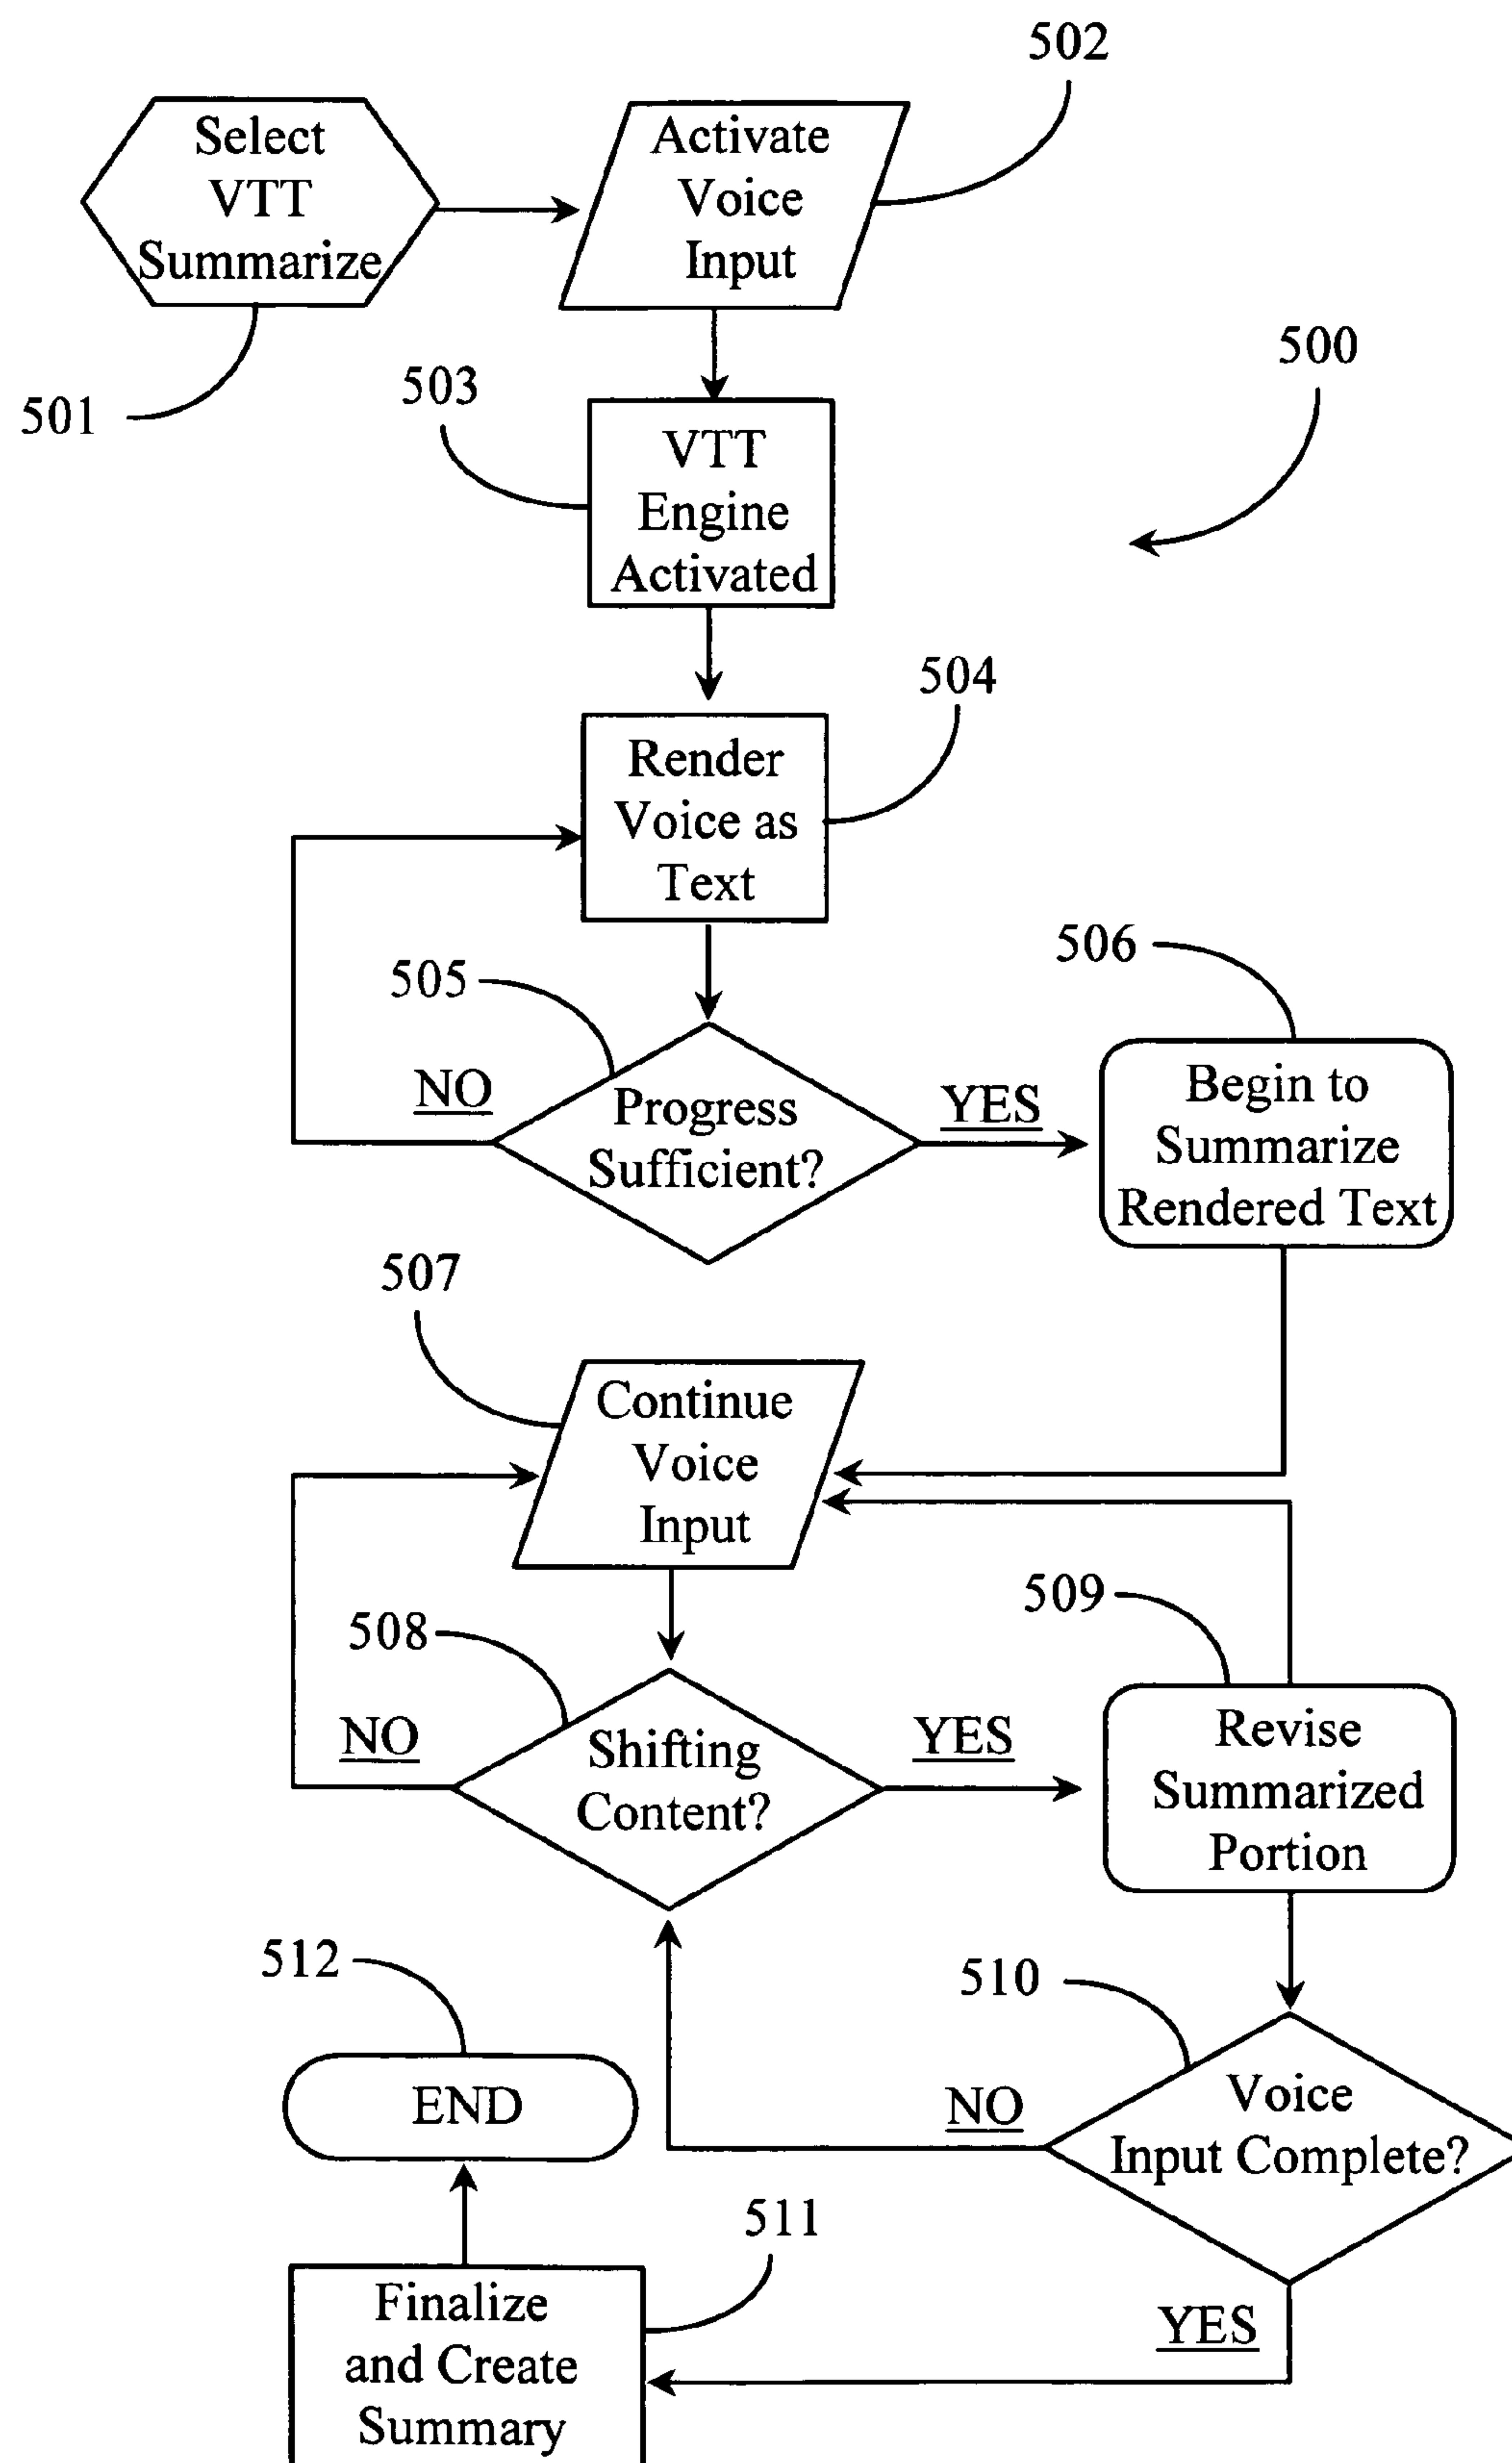 502
Select
VTT
Summarize
Activate
Voice
Input
500
501
503
VTT
Engine
Activated
504
Render
Voice as
Text
506
505
NO
Progress
Sufficient?
YES
Begin to
Summarize
Rendered Text
507
Continue
Voice
Input
509
508
NO
Shifting
Content?
YES
Revise
Summarized
Portion
512
510
END
NO
Voice
Input Complete?
511
Finalize
and Create
Summary
YES